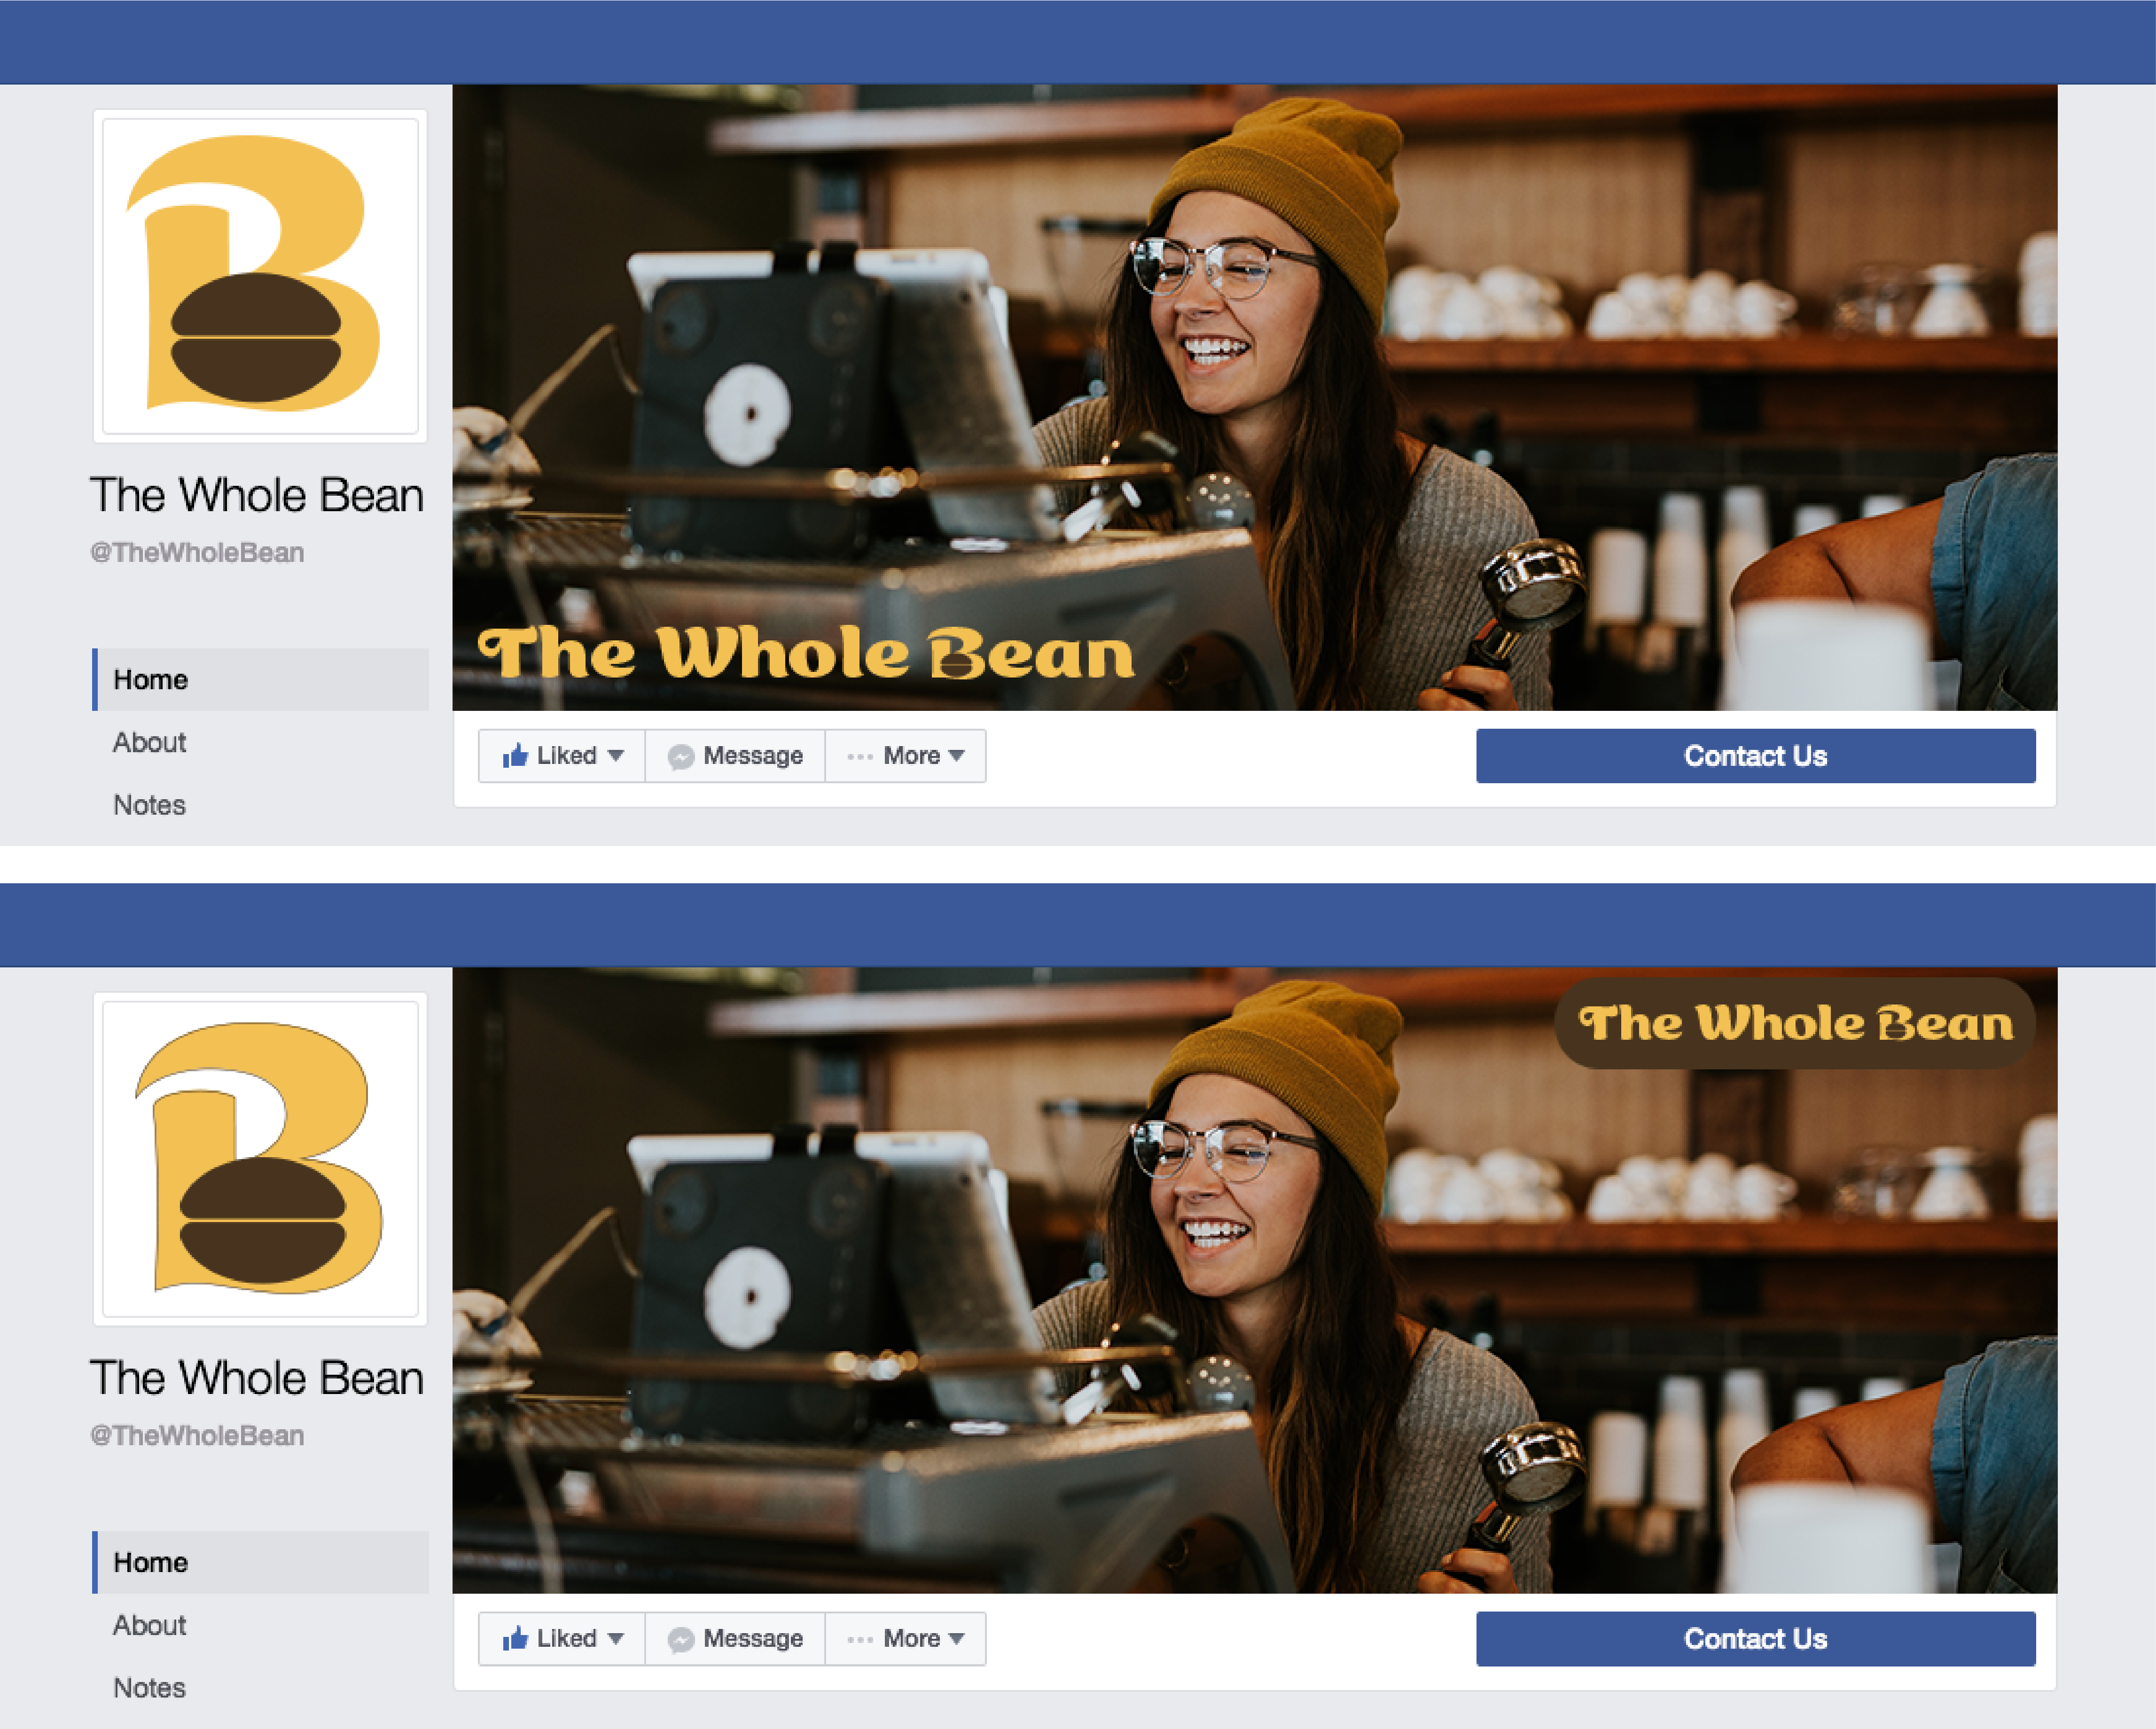 B
The Whole Bean
@TheWholeBean
Home
About
Notes
The Whole Bean
Liked
Message
More
Contact Us
B
The Whole Bean
@TheWholeBean
Home
About
Notes
The Whole Bean
Liked
Message
More
Contact Us